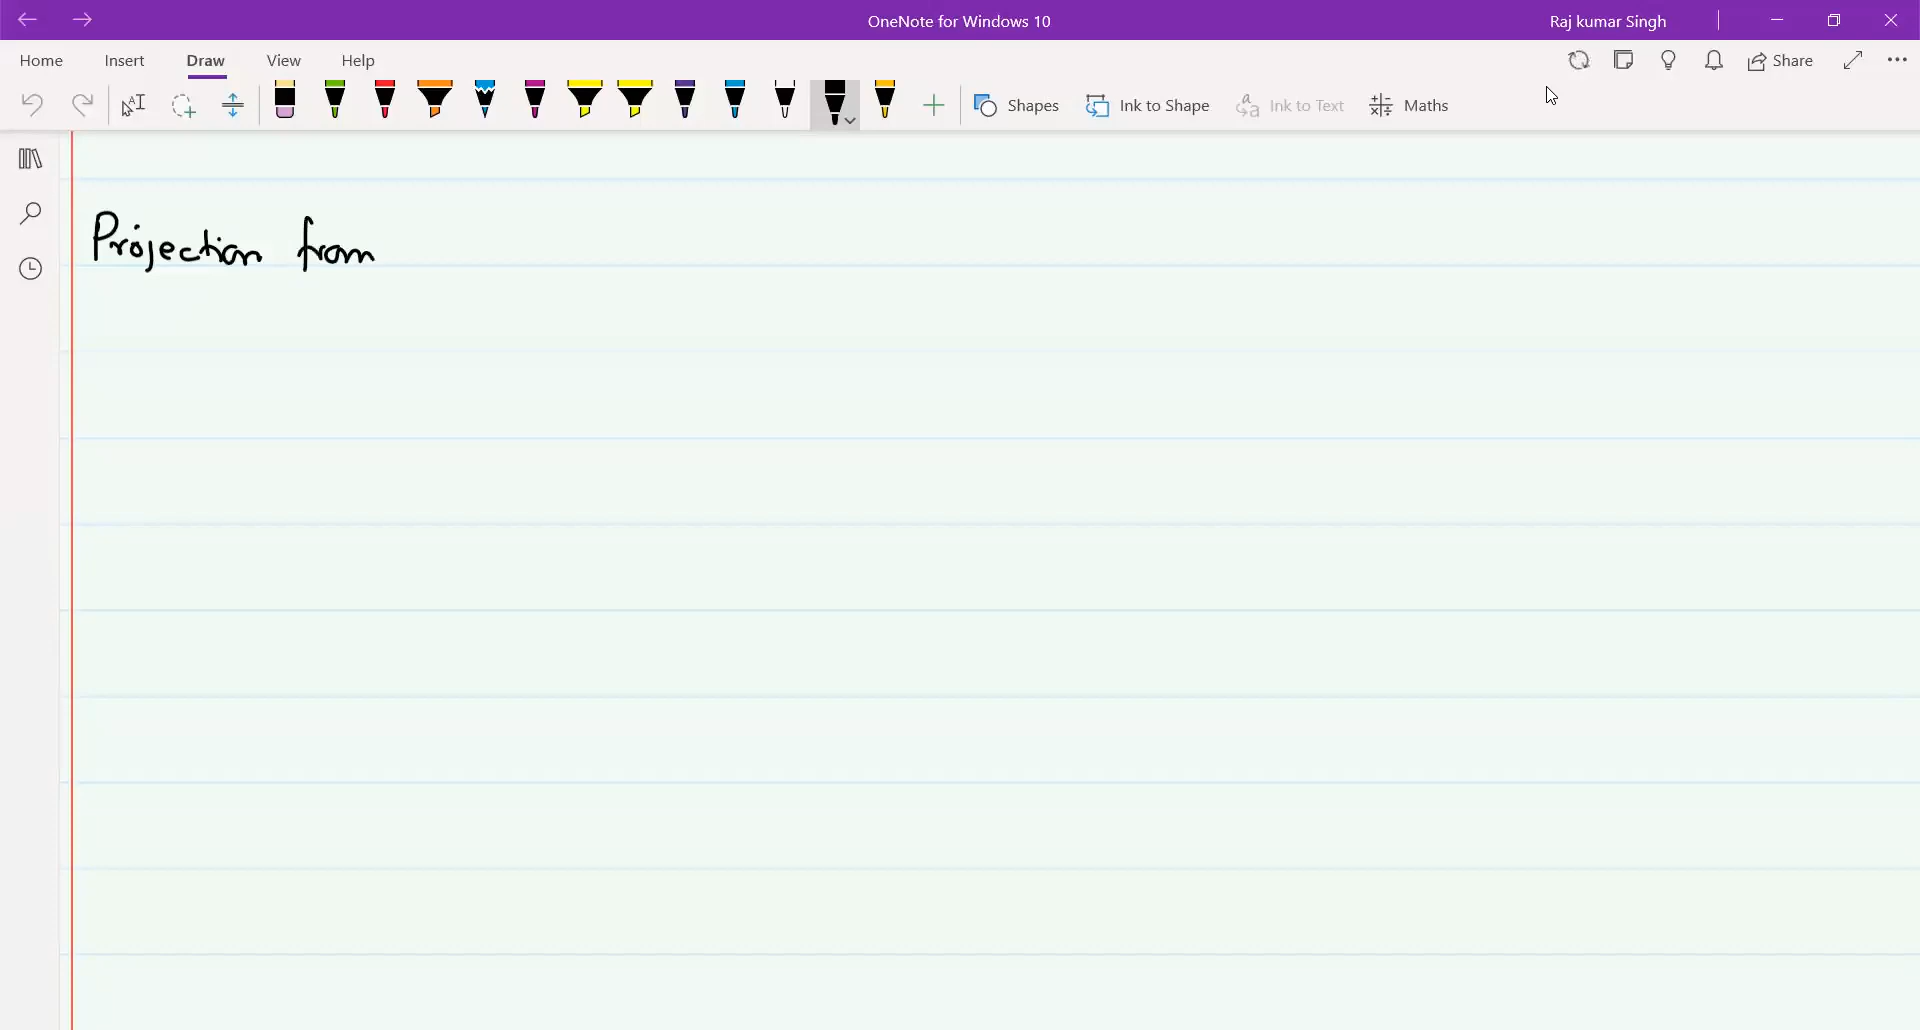 OneNote for Windows 10
Raj kumar Singh
Home Insert Draw View Help Share
Shapes Ink to Shape Ink to Text Maths
Projection from